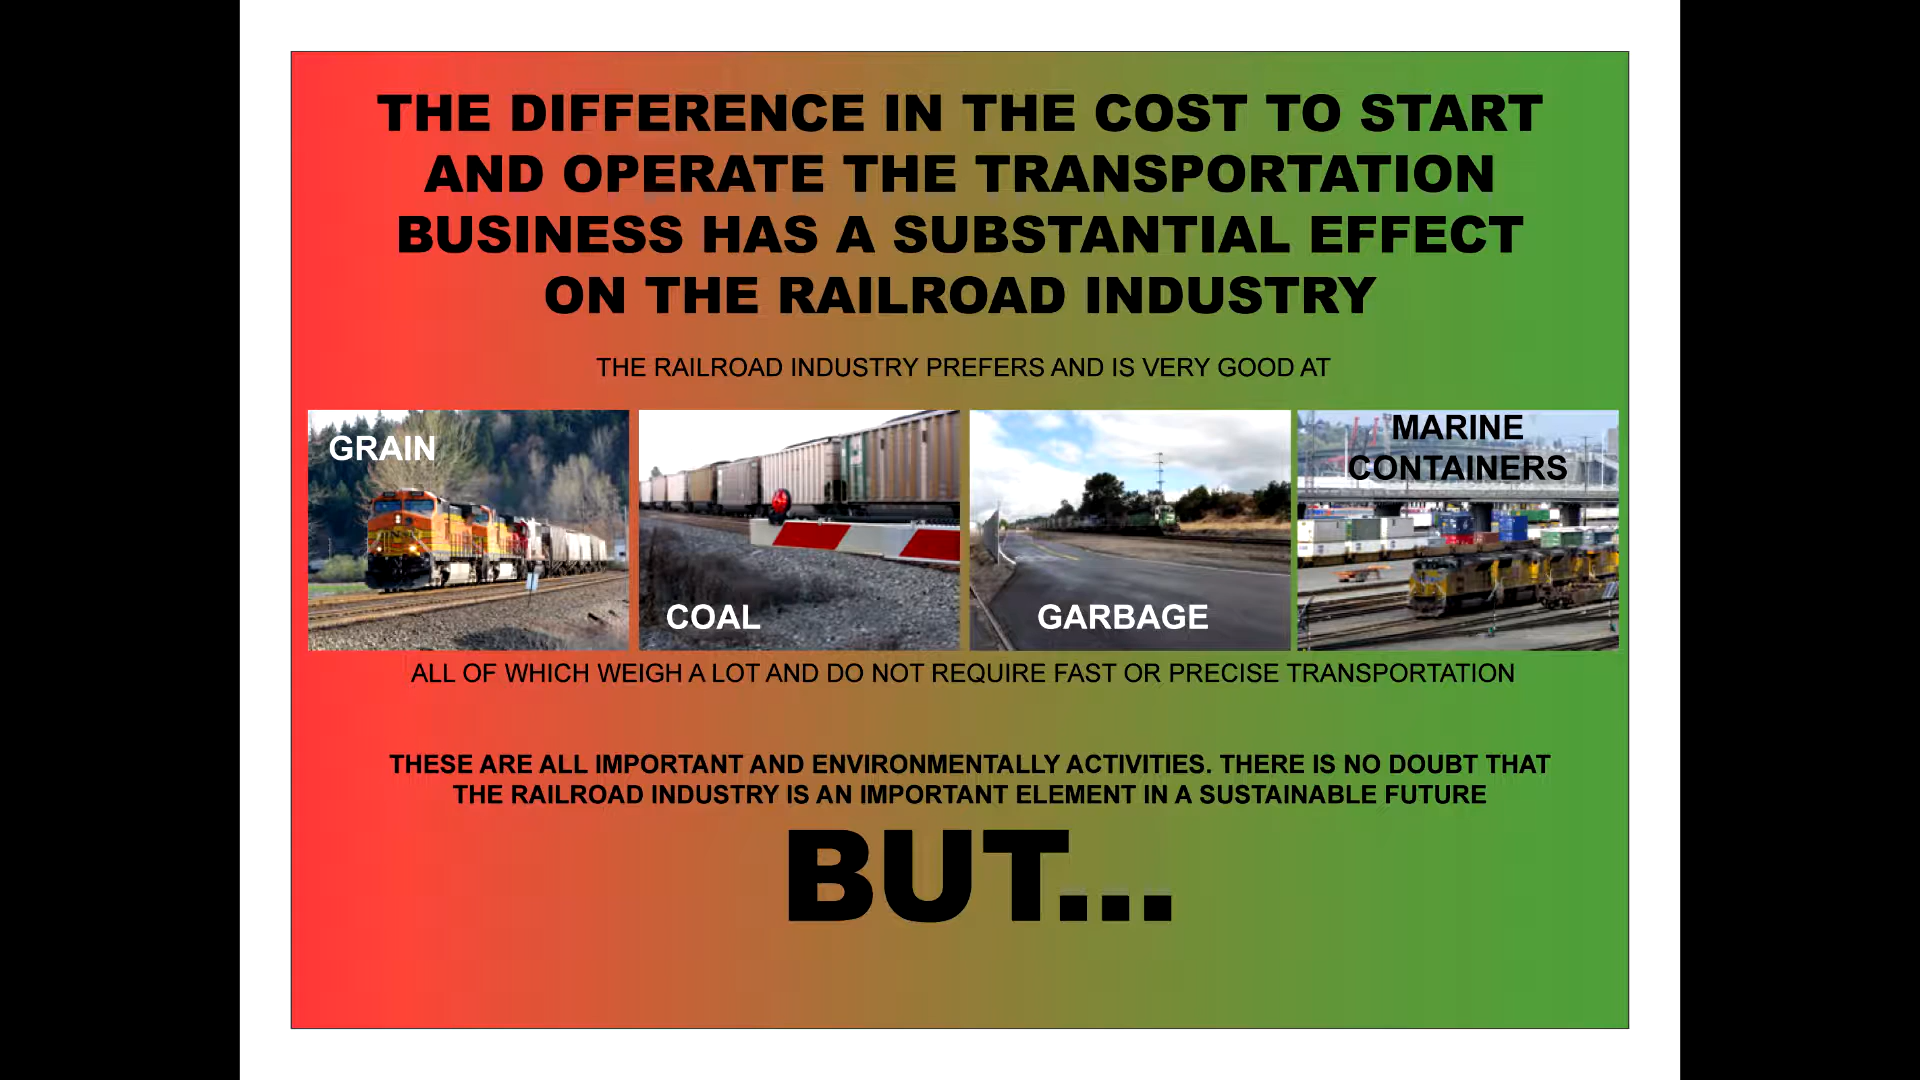 THE DIFFERENCE IN THE COST TO START
AND OPERATE THE TRANSPORTATION
BUSINESS HAS A SUBSTANTIAL EFFECT
ON THE RAILROAD INDUSTRY
THE RAILROAD INDUSTRY PREFERS AND IS VERY GOOD AT
GRAIN
COAL
GARBAGE
MARINE
CONTAINERS
ALL OF WHICH WEIGH A LOT AND DO NOT REQUIRE FAST OR PRECISE TRANSPORTATION
THESE ARE ALL IMPORTANT AND ENVIRONMENTALLY ACTIVITIES. THERE IS NO DOUBT THAT
THE RAILROAD INDUSTRY IS AN IMPORTANT ELEMENT IN A SUSTAINABLE FUTURE
BUT...